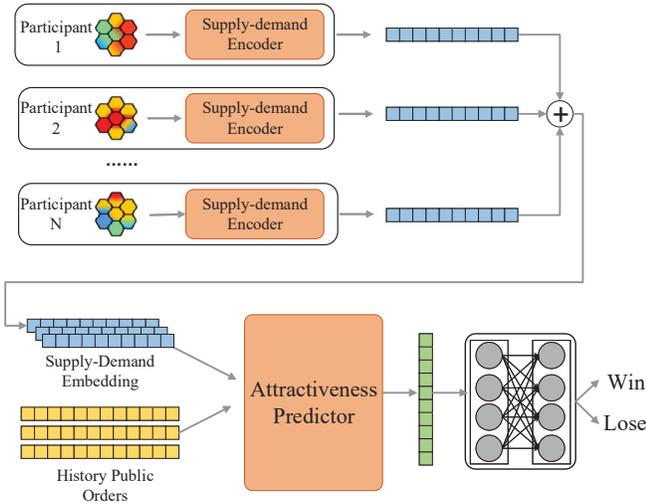 Participant
1
Supply-demand
Encoder
Participant
2
Supply-demand
Encoder
......
Participant
N
Supply-demand
Encoder
+
Supply-Demand
Embedding
History Public
Orders
Attractiveness
Predictor
Win
Lose